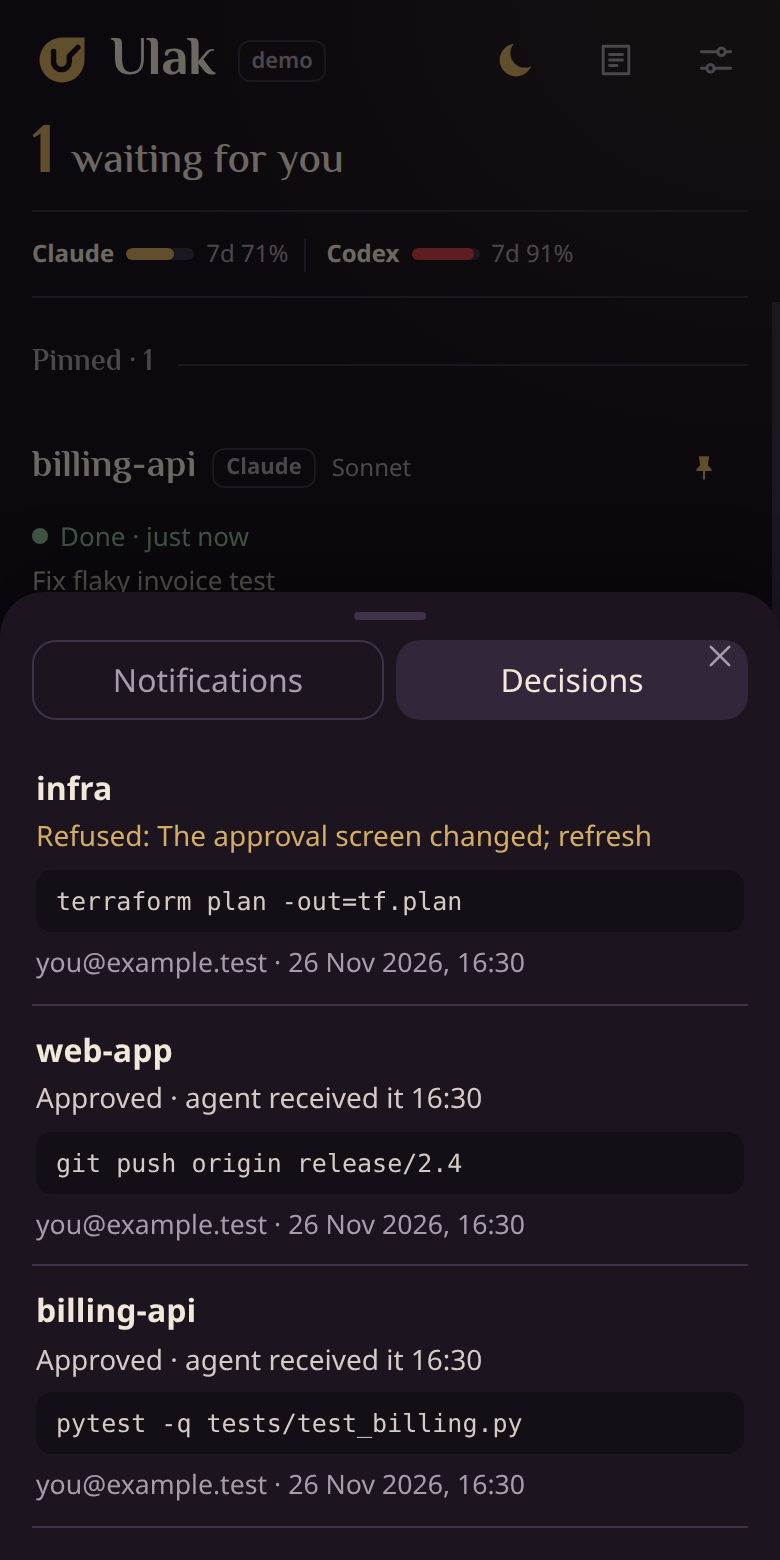 Ulak demo
1 waiting for you
Claude 7d 71% Codex 7d 91%
Pinned · 1
billing-api Claude Sonnet
Done · just now
Fix flaky invoice test
Notifications Decisions
infra
Refused: The approval screen changed; refresh
terraform plan -out=tf.plan
you@example.test · 26 Nov 2026, 16:30
web-app
Approved · agent received it 16:30
git push origin release/2.4
you@example.test · 26 Nov 2026, 16:30
billing-api
Approved · agent received it 16:30
pytest -q tests/test_billing.py
you@example.test · 26 Nov 2026, 16:30